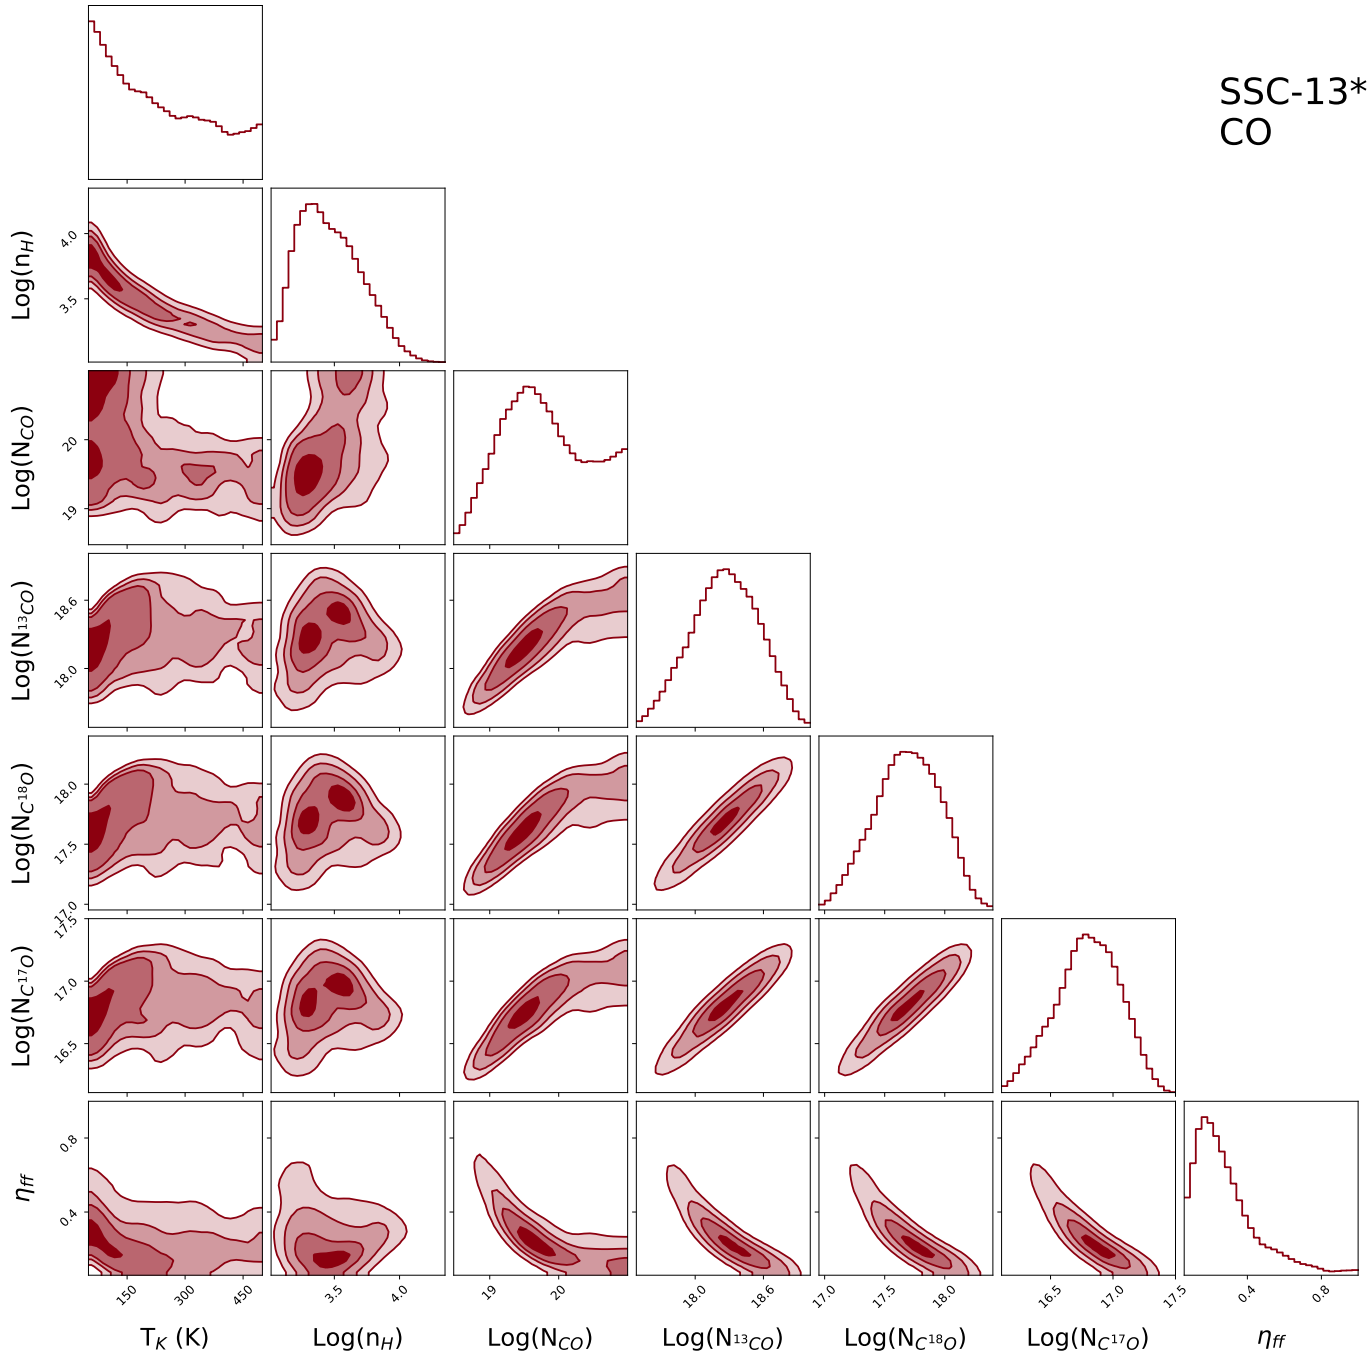 SSC-13*
CO
Log(n_H)
4.0
3.5
Log(N_CO)
20
19
Log(N_13CO)
18.6
18.0
Log(N_C18O)
18.0
17.5
17.0
Log(N_C17O)
17.5
17.0
16.5
η_ff
0.8
0.4
150 300 450
3.5 4.0
19 20
18.0 18.6
17.0 17.5 18.0
16.5 17.0 17.5
0.4 0.8
T_K (K) Log(n_H) Log(N_CO) Log(N_13CO) Log(N_C18O) Log(N_C17O) η_ff